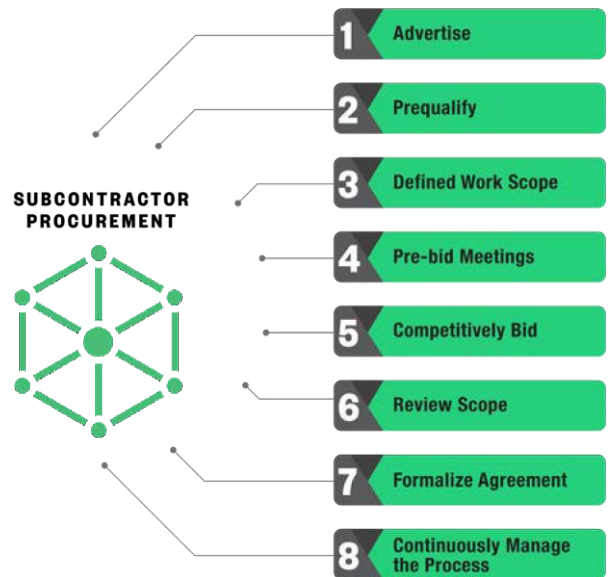 1 Advertise
2 Prequalify
SUBCONTRACTOR
PROCUREMENT
3 Defined Work Scope
4 Pre-bid Meetings
5 Competitively Bid
6 Review Scope
7 Formalize Agreement
8 Continuously Manage
the Process